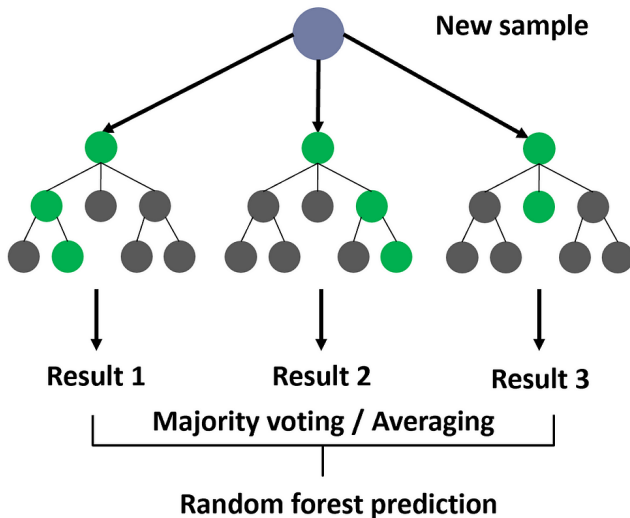 New sample
Result 1
Result 2
Result 3
Majority voting / Averaging
Random forest prediction